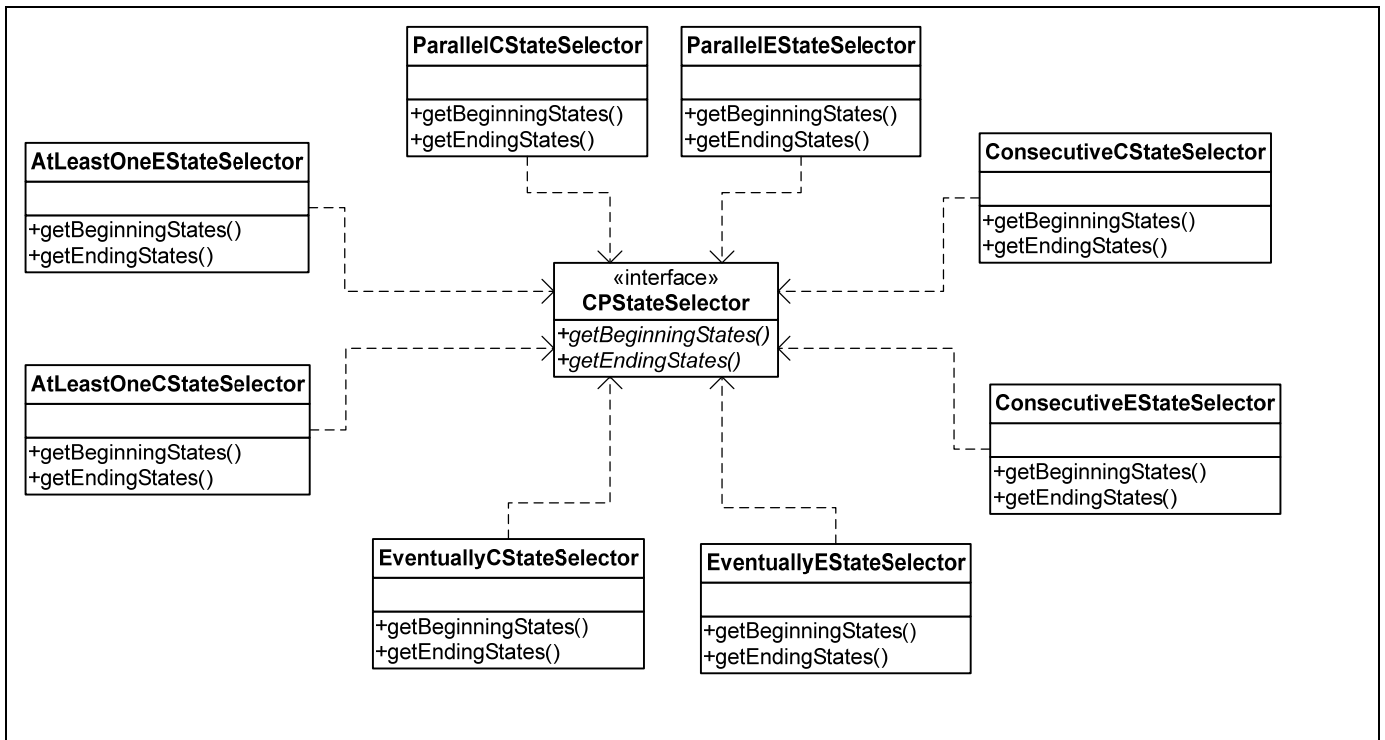 ParallelCStateSelector
+getBeginningStates()
+getEndingStates()
ParallelEStateSelector
+getBeginningStates()
+getEndingStates()
AtLeastOneEStateSelector
+getBeginningStates()
+getEndingStates()
ConsecutiveCStateSelector
+getBeginningStates()
+getEndingStates()
«interface»
CPStateSelector
+getBeginningStates()
+getEndingStates()
AtLeastOneCStateSelector
+getBeginningStates()
+getEndingStates()
ConsecutiveEStateSelector
+getBeginningStates()
+getEndingStates()
EventuallyCStateSelector
+getBeginningStates()
+getEndingStates()
EventuallyEStateSelector
+getBeginningStates()
+getEndingStates()